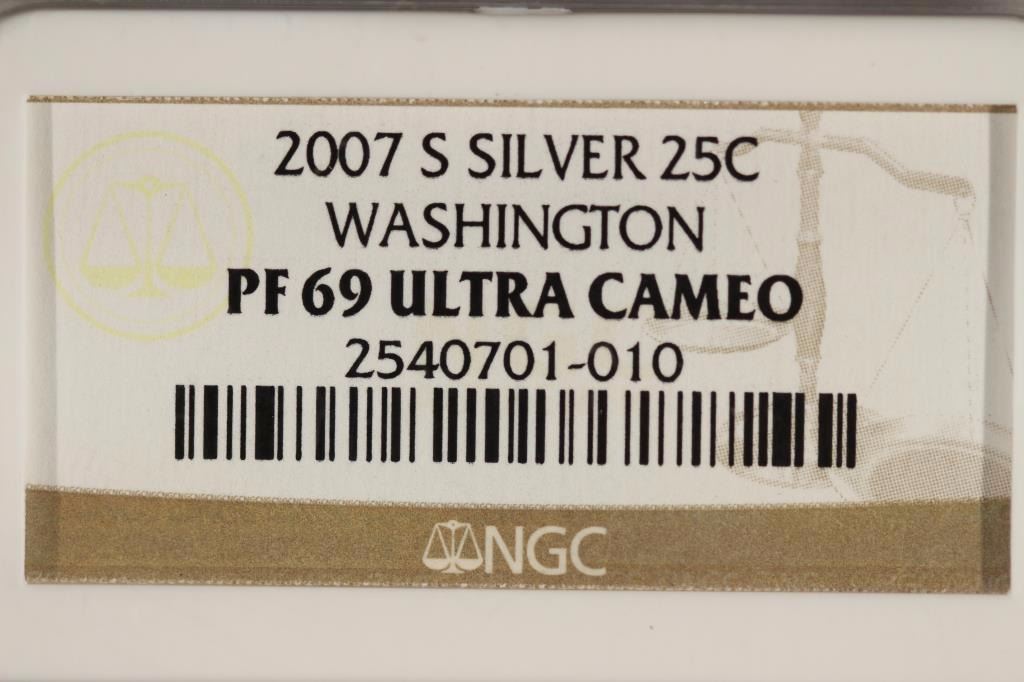 2007 S SILVER 25C
WASHINGTON
PF 69 ULTRA CAMEO
2540701-010
NGC